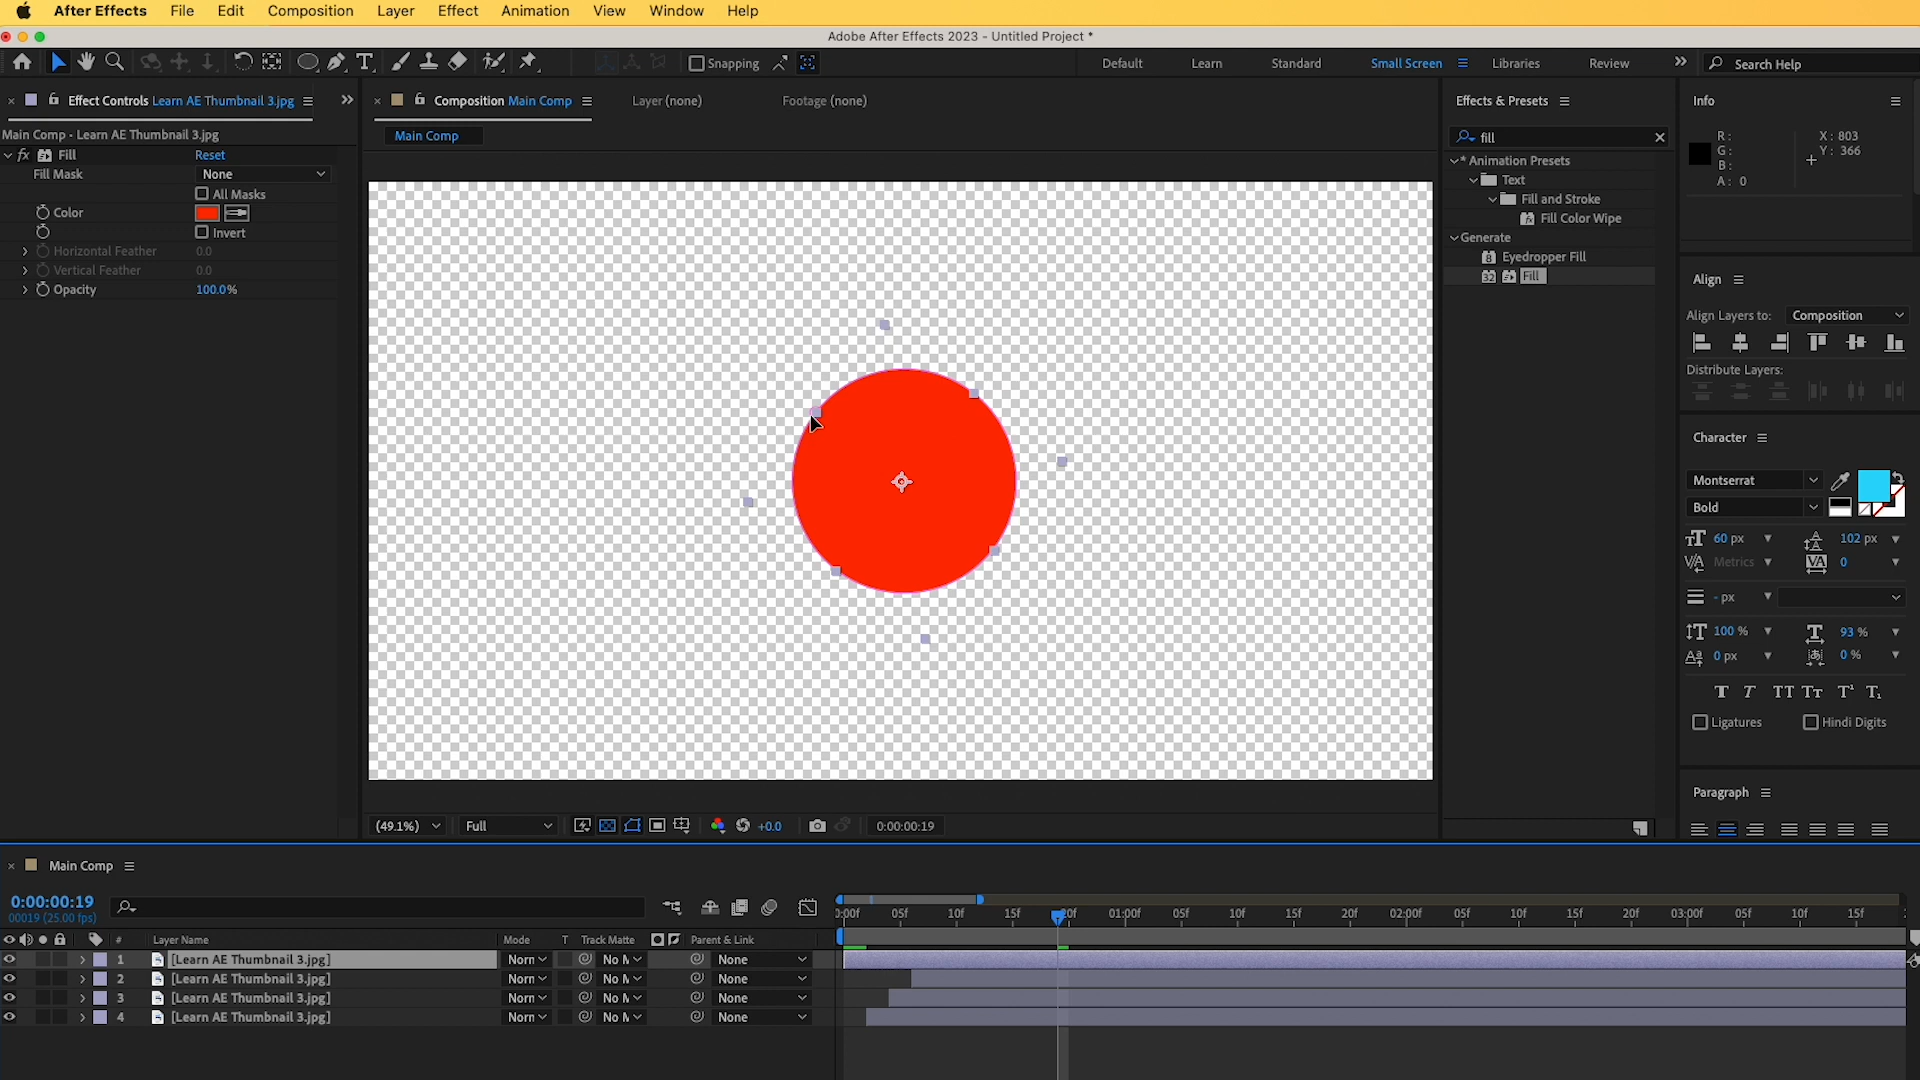 After Effects File Edit Composition Layer Effect Animation View Window Help
Adobe After Effects 2023 - Untitled Project *
Snapping Default Learn Standard Small Screen Libraries Review Search Help
Effect Controls Learn AE Thumbnail 3.jpg
Composition Main Comp Layer (none) Footage (none)
Main Comp
Main Comp - Learn AE Thumbnail 3.jpg
fx Fill Reset
Fill Mask None
All Masks
Color
Invert
Horizontal Feather 0.0
Vertical Feather 0.0
Opacity 100.0%
Effects & Presets
fill
* Animation Presets
Text
Fill and Stroke
Fill Color Wipe
Generate
Eyedropper Fill
Fill
Info
R: X: 803
G: Y: 366
B:
A: 0
Align
Align Layers to: Composition
Distribute Layers:
Character
Montserrat
Bold
60 px 102 px
Metrics 0
- px
100 % 93 %
0 px 0 %
Ligatures Hindi Digits
Paragraph
(49.1%) Full +0.0 0:00:00:19
Main Comp
0:00:00:19
00019 (25.00 fps)
0:00f 05f 10f 15f 20f 01:00f 05f 10f 15f 20f 02:00f 05f 10f 15f 20f 03:00f 05f 10f 15f
# Layer Name Mode T Track Matte Parent & Link
1 [Learn AE Thumbnail 3.jpg] Norn No M None
2 [Learn AE Thumbnail 3.jpg] Norn No M None
3 [Learn AE Thumbnail 3.jpg] Norn No M None
4 [Learn AE Thumbnail 3.jpg] Norn No M None